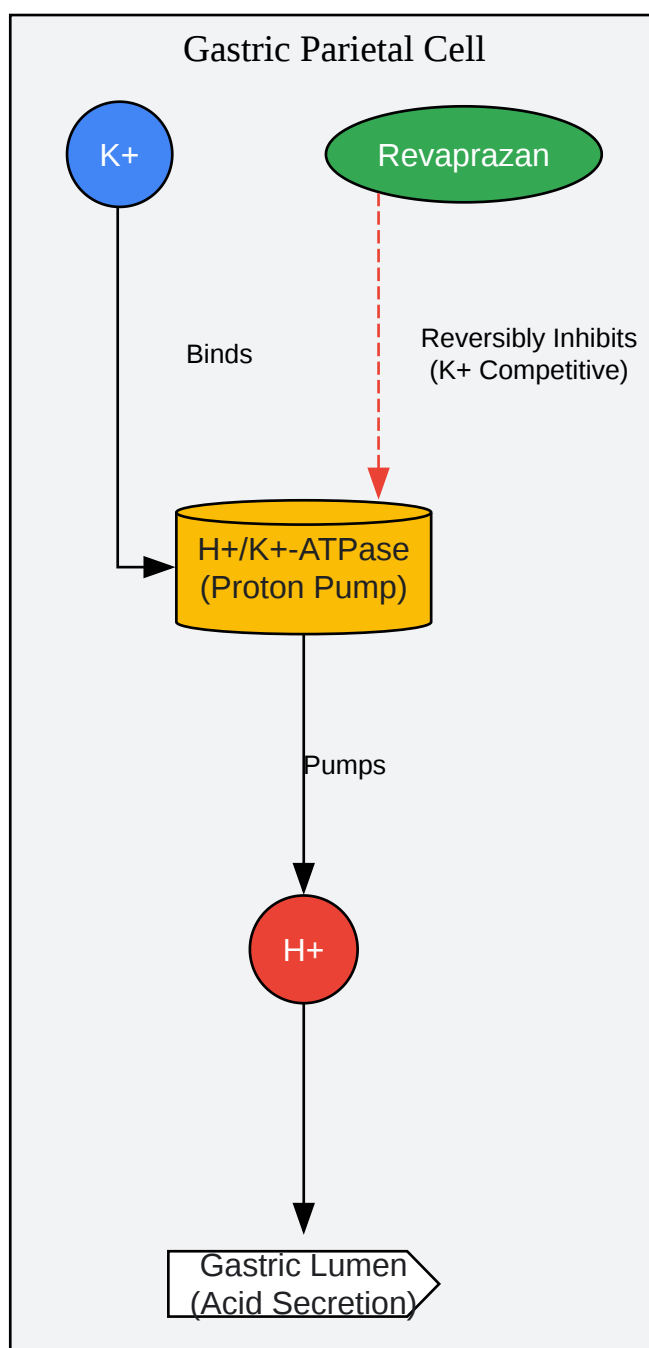 Gastric Parietal Cell
K+
Revaprazan
Binds
Reversibly Inhibits
(K+ Competitive)
H+/K+-ATPase
(Proton Pump)
Pumps
H+
Gastric Lumen
(Acid Secretion)